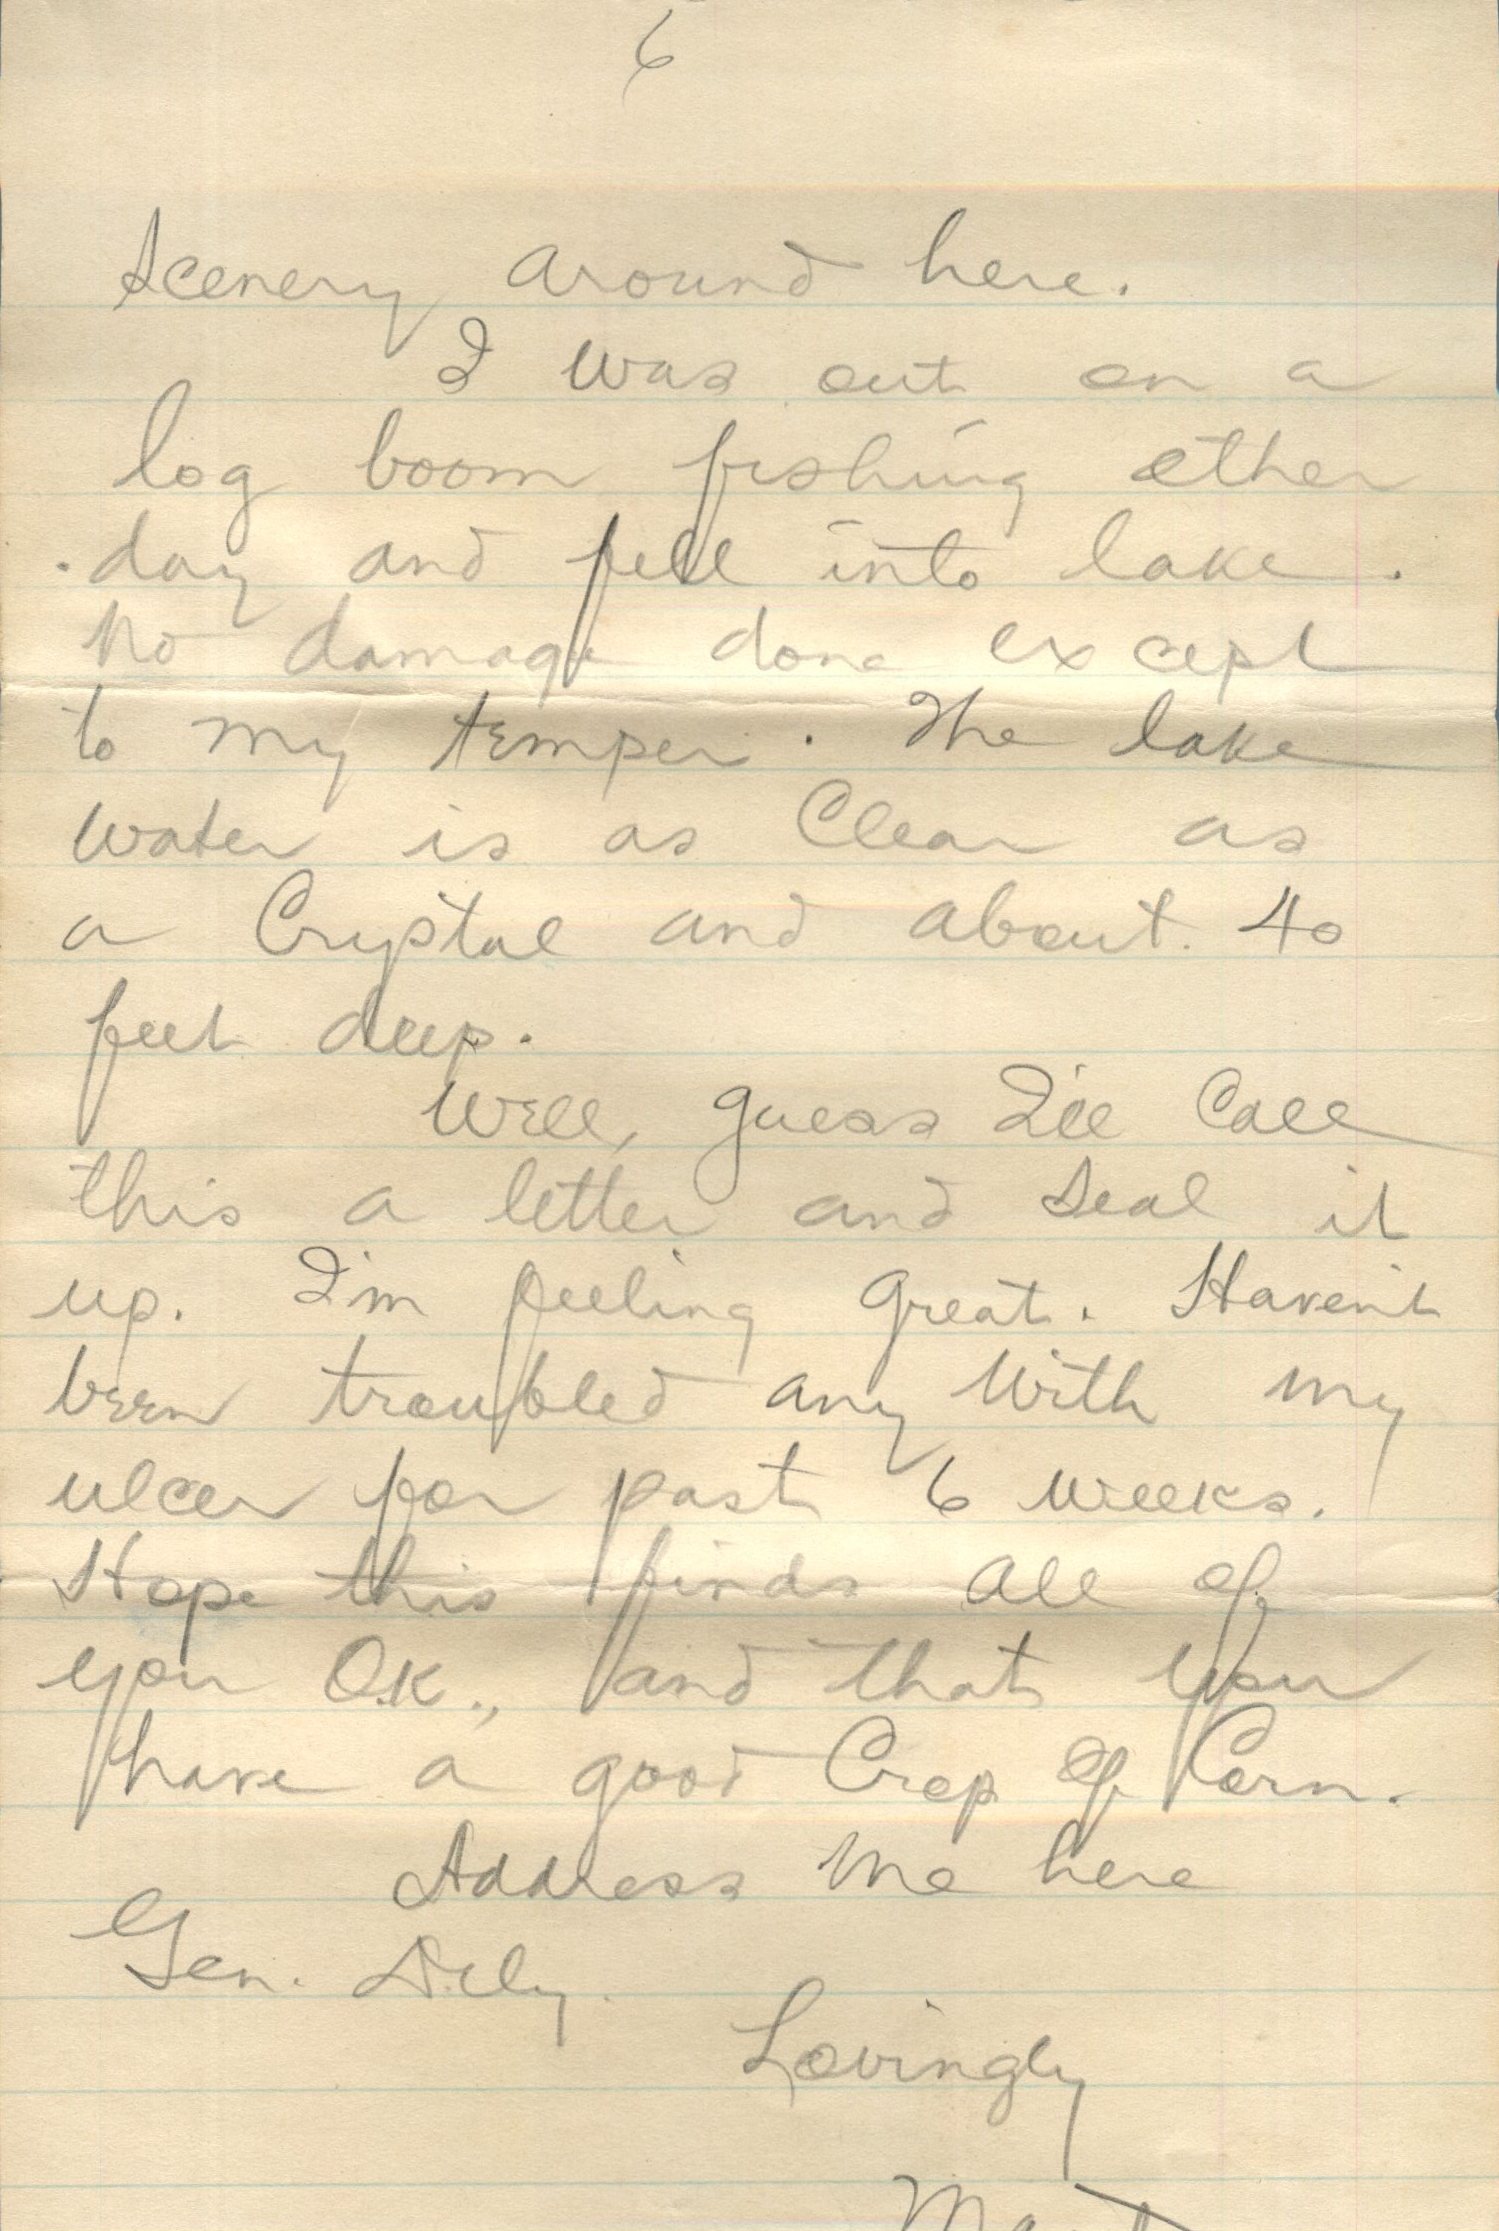 6
Scenery around here.
I was out on a
log boom fishing other
day and fell into lake.
No damage done except
to my temper. The lake
water is as Clear as
a Crystal and about 40
feet deep.
Well, guess I'll Call
this a letter and seal it
up. I'm feeling great. Haven't
been troubled any with my
ulcer for past 6 weeks.
Hope this finds all of
you O.K., and that you
have a good Crop of Corn.
Address me here
Gen. Dely.
Lovingly